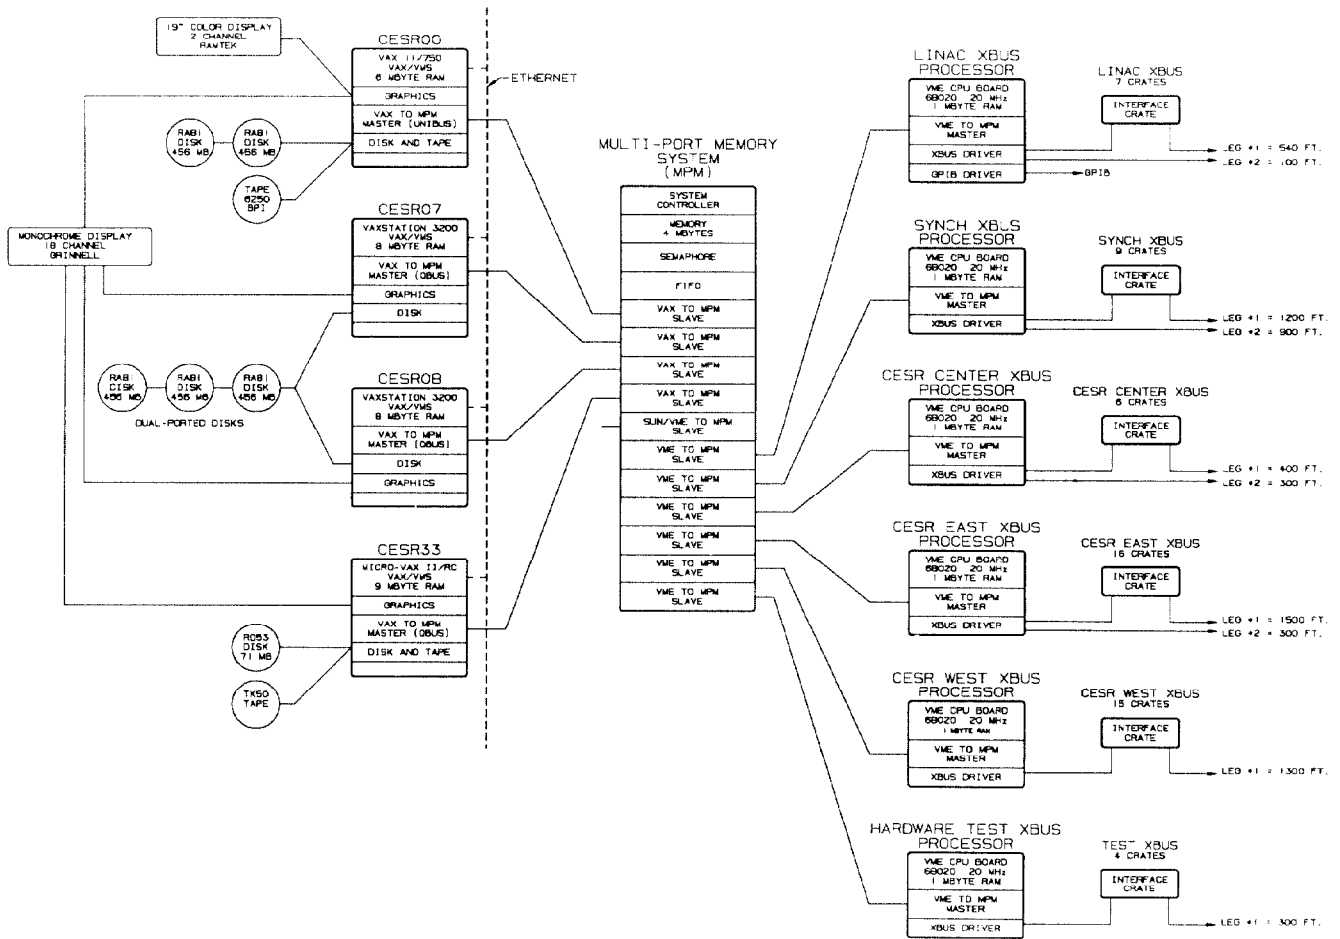 19" COLOR DISPLAY
2 CHANNEL
RAMTEK
CESR00
VAX 11/750
VAX/VMS
6 MBYTE RAM
GRAPHICS
VAX TO MPM
MASTER (UNIBUS)
DISK AND TAPE
ETHERNET
RA81
DISK
456 MB
RA81
DISK
456 MB
TAPE
6250
BPI
MONOCHROME DISPLAY
18 CHANNEL
GRINNELL
CESR07
VAXSTATION 3200
VAX/VMS
8 MBYTE RAM
VAX TO MPM
MASTER (QBUS)
GRAPHICS
DISK
RA81
DISK
456 MB
RA81
DISK
456 MB
RA81
DISK
456 MB
DUAL-PORTED DISKS
CESR08
VAXSTATION 3200
VAX/VMS
8 MBYTE RAM
VAX TO MPM
MASTER (QBUS)
DISK
GRAPHICS
CESR33
MICRO-VAX II/RC
VAX/VMS
9 MBYTE RAM
GRAPHICS
VAX TO MPM
MASTER (QBUS)
DISK AND TAPE
RD53
DISK
71 MB
TK50
TAPE
MULTI-PORT MEMORY
SYSTEM
(MPM)
SYSTEM
CONTROLLER
MEMORY
4 MBYTES
SEMAPHORE
FIFO
VAX TO MPM
SLAVE
VAX TO MPM
SLAVE
VAX TO MPM
SLAVE
VAX TO MPM
SLAVE
SUN/VME TO MPM
SLAVE
VME TO MPM
SLAVE
VME TO MPM
SLAVE
VME TO MPM
SLAVE
VME TO MPM
SLAVE
VME TO MPM
SLAVE
VME TO MPM
SLAVE
LINAC XBUS
PROCESSOR
VME CPU BOARD
68020 20 MHz
1 MBYTE RAM
VME TO MPM
MASTER
XBUS DRIVER
GPIB DRIVER
GPIB
LINAC XBUS
7 CRATES
INTERFACE
CRATE
LEG #1 = 540 FT.
LEG #2 = 100 FT.
SYNCH XBUS
PROCESSOR
VME CPU BOARD
68020 20 MHz
1 MBYTE RAM
VME TO MPM
MASTER
XBUS DRIVER
SYNCH XBUS
9 CRATES
INTERFACE
CRATE
LEG #1 = 1200 FT.
LEG #2 = 900 FT.
CESR CENTER XBUS
PROCESSOR
VME CPU BOARD
68020 20 MHz
1 MBYTE RAM
VME TO MPM
MASTER
XBUS DRIVER
CESR CENTER XBUS
6 CRATES
INTERFACE
CRATE
LEG #1 = 400 FT.
LEG #2 = 300 FT.
CESR EAST XBUS
PROCESSOR
VME CPU BOARD
68020 20 MHz
1 MBYTE RAM
VME TO MPM
MASTER
XBUS DRIVER
CESR EAST XBUS
16 CRATES
INTERFACE
CRATE
LEG #1 = 1500 FT.
LEG #2 = 300 FT.
CESR WEST XBUS
PROCESSOR
VME CPU BOARD
68020 20 MHz
1 MBYTE RAM
VME TO MPM
MASTER
XBUS DRIVER
CESR WEST XBUS
15 CRATES
INTERFACE
CRATE
LEG #1 = 1300 FT.
HARDWARE TEST XBUS
PROCESSOR
VME CPU BOARD
68020 20 MHz
1 MBYTE RAM
VME TO MPM
MASTER
XBUS DRIVER
TEST XBUS
4 CRATES
INTERFACE
CRATE
LEG #1 = 300 FT.